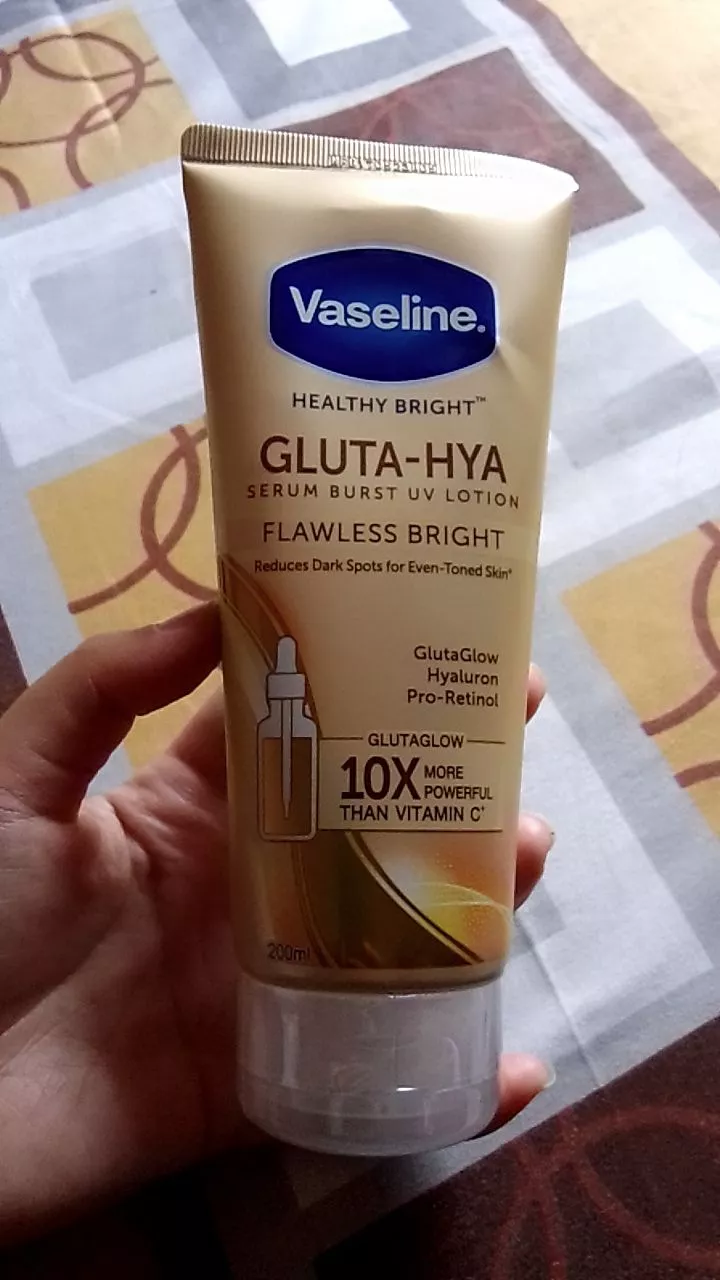 Vaseline.
HEALTHY BRIGHT™
GLUTA-HYA
SERUM BURST UV LOTION
FLAWLESS BRIGHT
Reduces Dark Spots for Even-Toned Skin*
GlutaGlow
Hyaluron
Pro-Retinol
GLUTAGLOW
10X MORE
POWERFUL
THAN VITAMIN C⁺
200ml